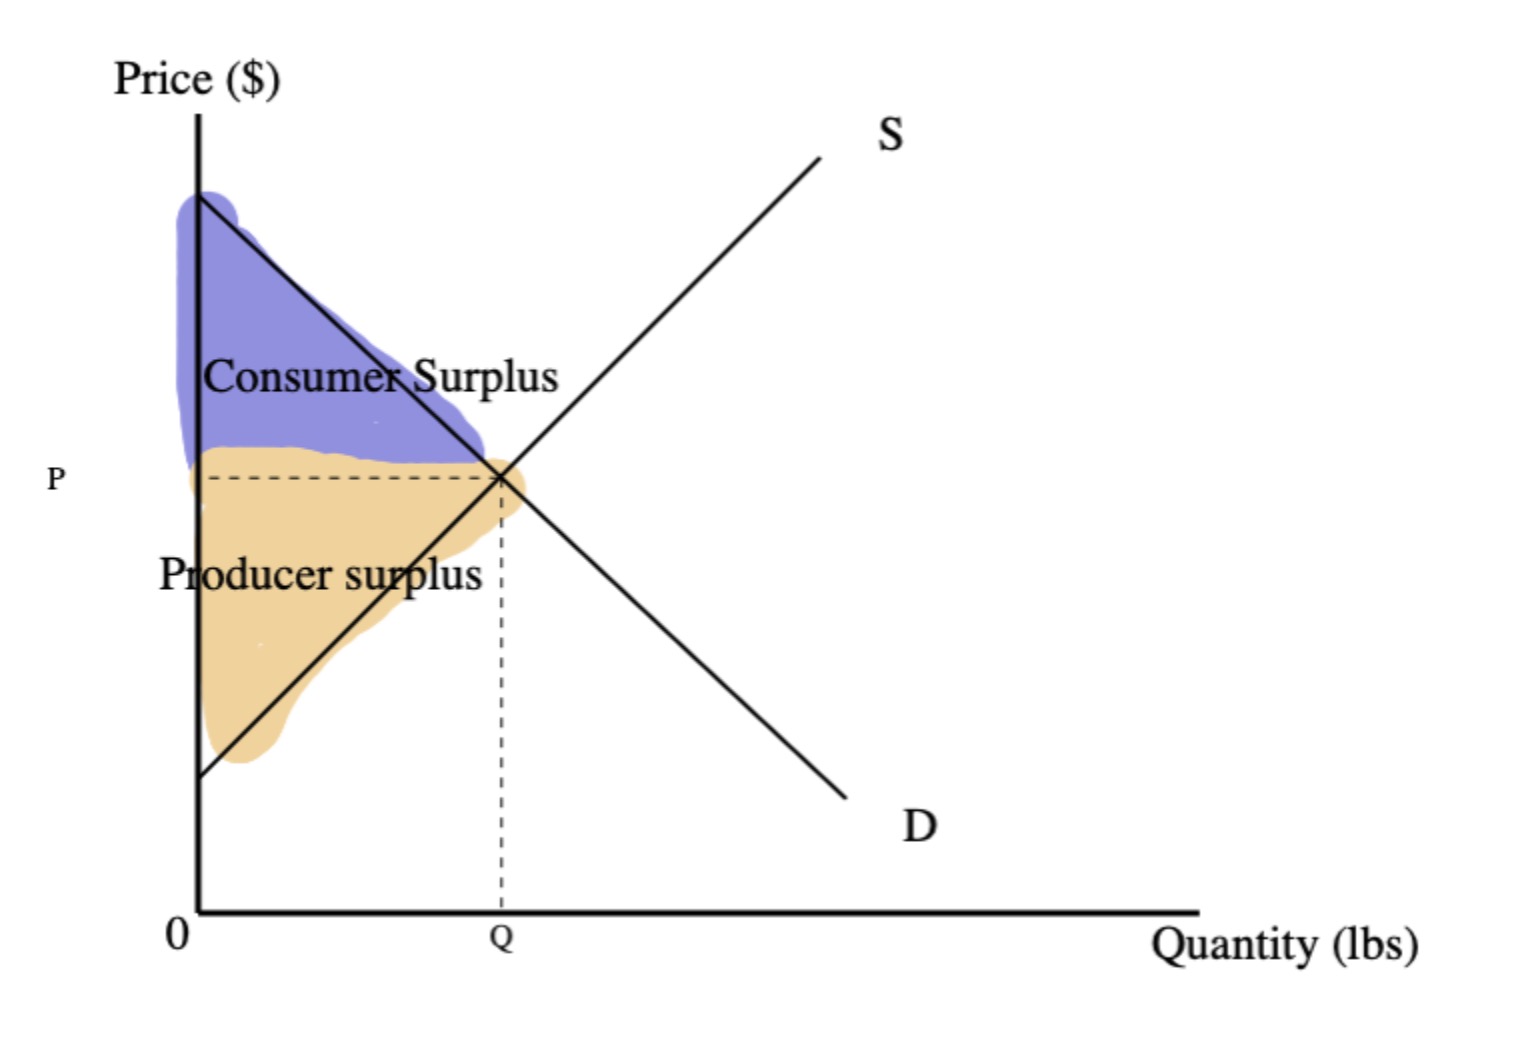 Price ($)
S
Consumer Surplus
P
Producer surplus
D
0
Q
Quantity (lbs)